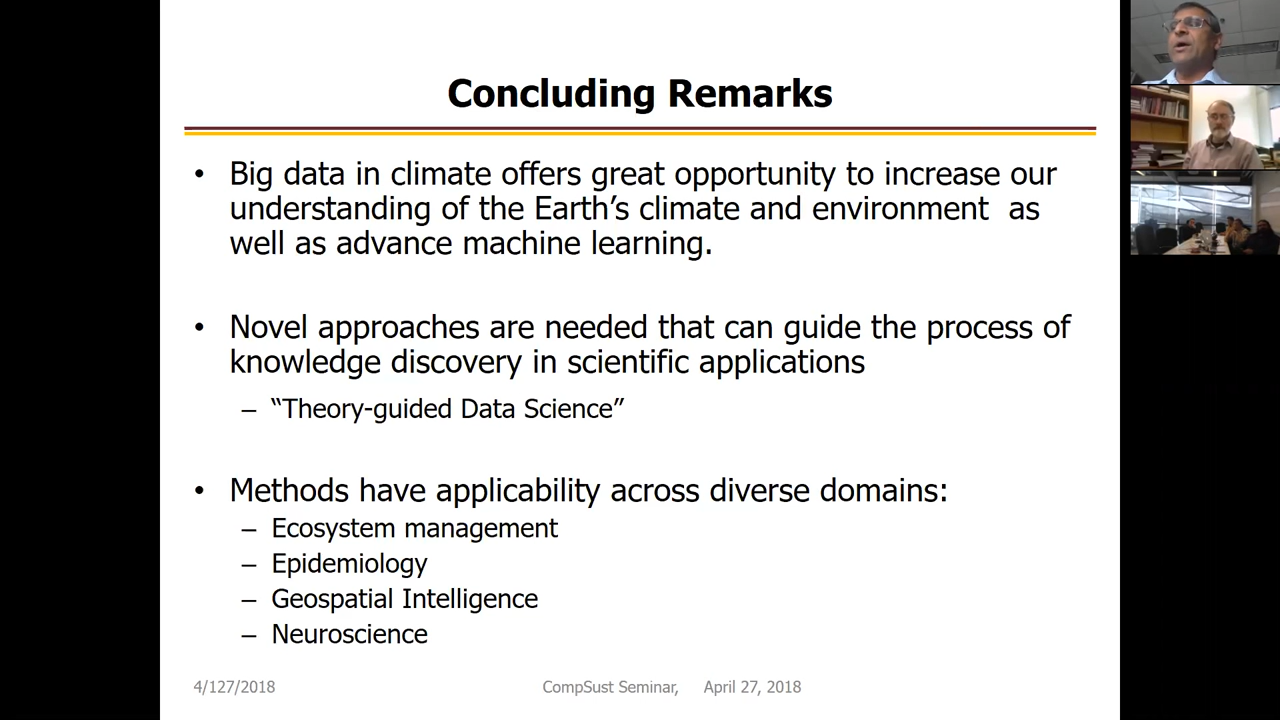 Concluding Remarks
• Big data in climate offers great opportunity to increase our
understanding of the Earth’s climate and environment  as
well as advance machine learning.
• Novel approaches are needed that can guide the process of
knowledge discovery in scientific applications
– “Theory-guided Data Science”
• Methods have applicability across diverse domains:
– Ecosystem management
– Epidemiology
– Geospatial Intelligence
– Neuroscience
4/127/2018 CompSust Seminar, April 27, 2018